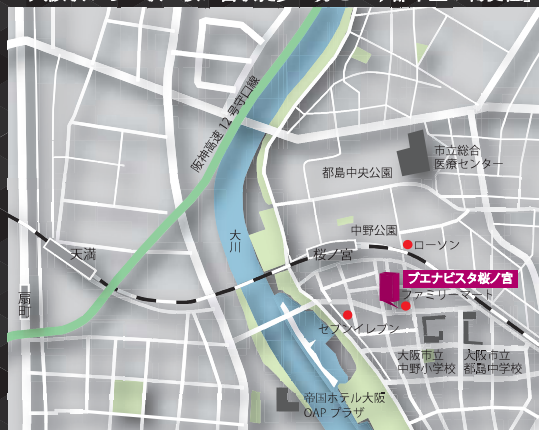 阪神高速12号守口線
市立総合
医療センター
都島中央公園
中野公園
ローソン
大川
桜ノ宮
天満
ブエナビスタ桜ノ宮
ファミリーマート
扇町
セブンイレブン
大阪市立
中野小学校
大阪市立
都島中学校
帝国ホテル大阪
OAP プラザ